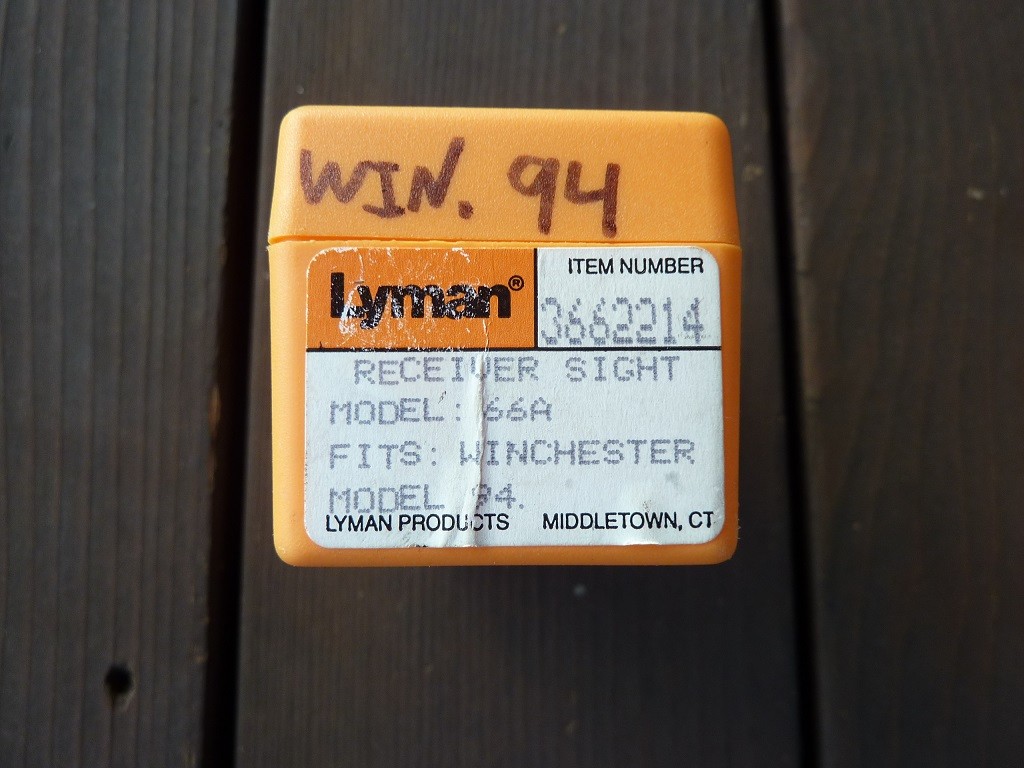 WIN. 94
Lyman®
ITEM NUMBER
3662214
RECEIVER SIGHT
MODEL: 66A
FITS: WINCHESTER
MODEL 94.
LYMAN PRODUCTS MIDDLETOWN, CT